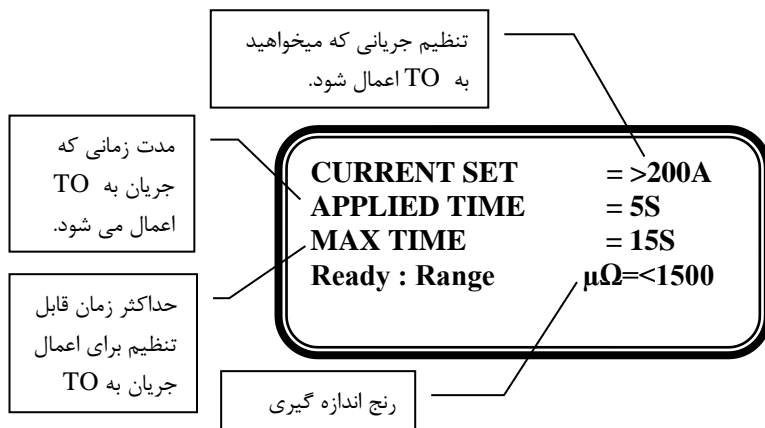 تنظیم جریانی که میخواهید
به TO اعمال شود.
مدت زمانی که
جریان به TO
اعمال می شود.
CURRENT SET = >200A
APPLIED TIME = 5S
MAX TIME = 15S
Ready : Range µΩ=<1500
حداکثر زمان قابل
تنظیم برای اعمال
جریان به TO
رنج اندازه گیری